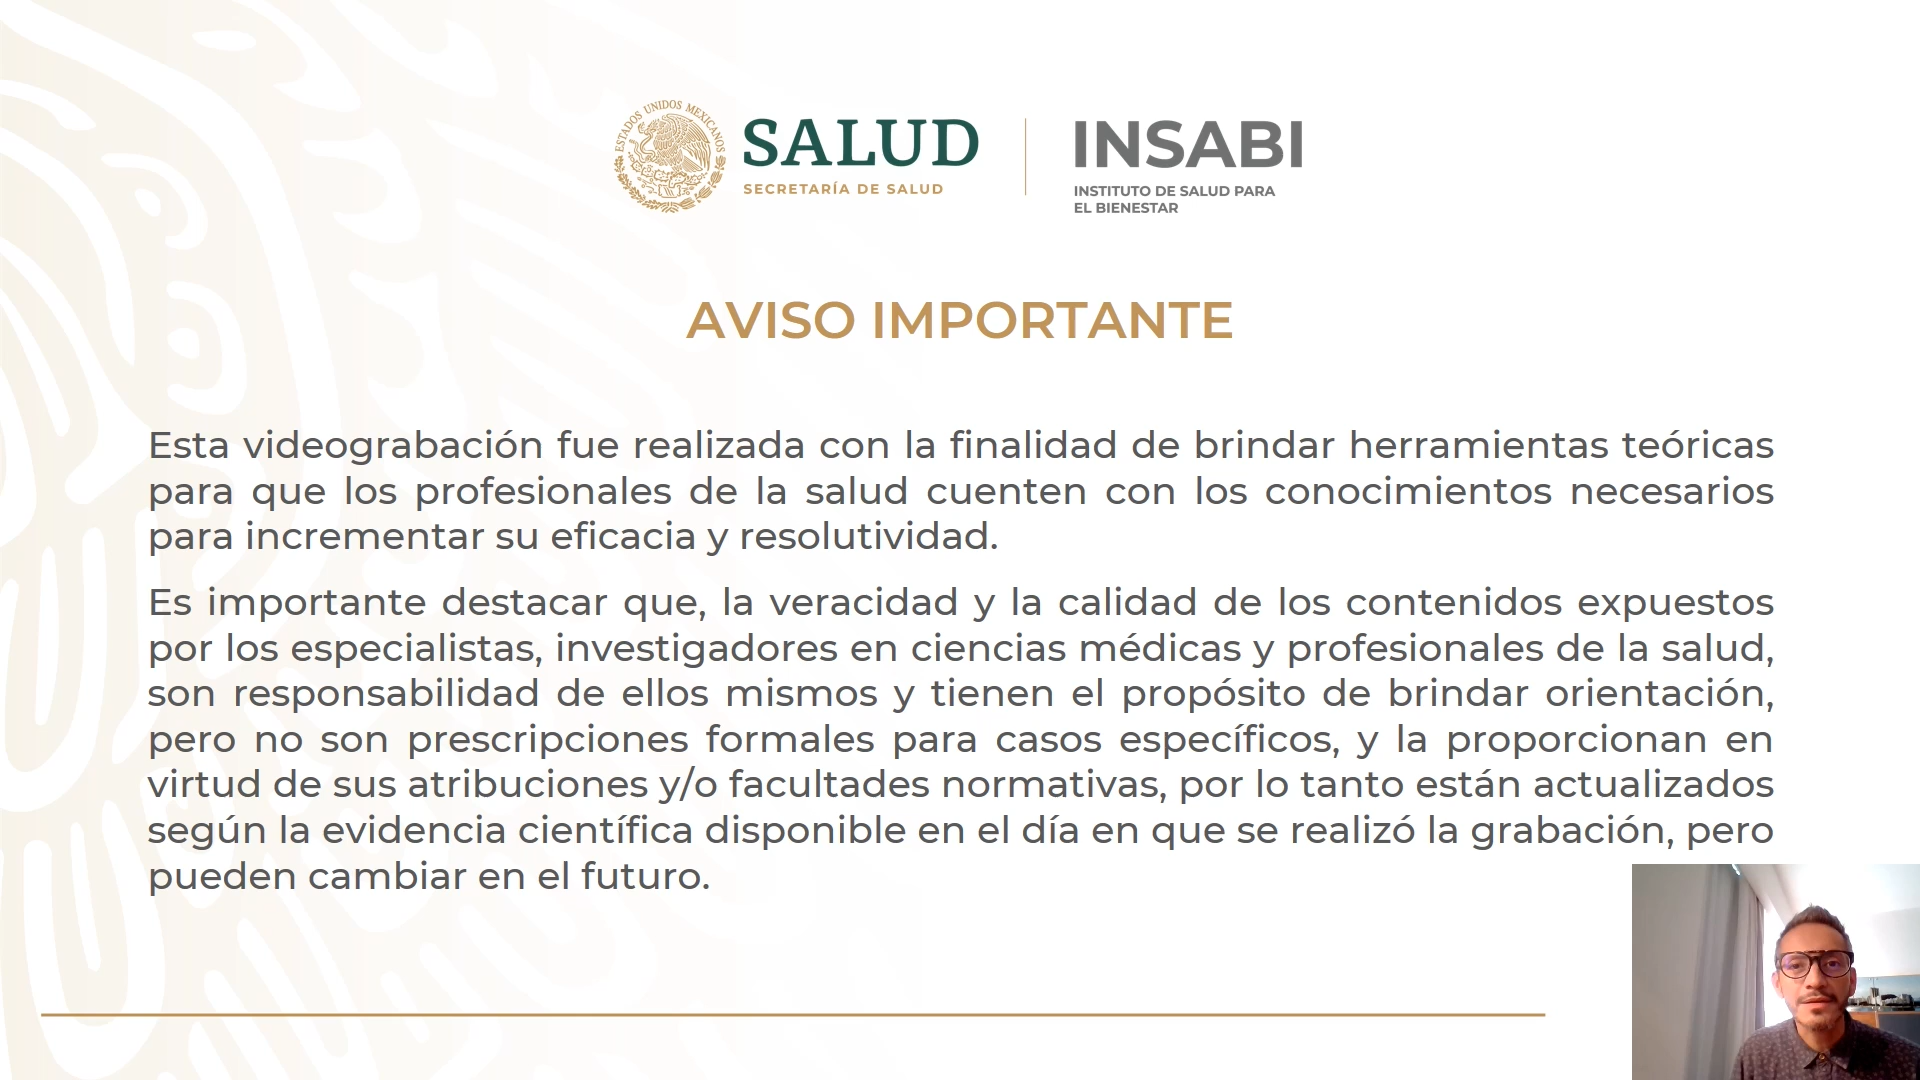 ESTADOS UNIDOS MEXICANOS
SALUD
SECRETARÍA DE SALUD
INSABI
INSTITUTO DE SALUD PARA
EL BIENESTAR
AVISO IMPORTANTE
Esta videograbación fue realizada con la finalidad de brindar herramientas teóricas
para que los profesionales de la salud cuenten con los conocimientos necesarios
para incrementar su eficacia y resolutividad.
Es importante destacar que, la veracidad y la calidad de los contenidos expuestos
por los especialistas, investigadores en ciencias médicas y profesionales de la salud,
son responsabilidad de ellos mismos y tienen el propósito de brindar orientación,
pero no son prescripciones formales para casos específicos, y la proporcionan en
virtud de sus atribuciones y/o facultades normativas, por lo tanto están actualizados
según la evidencia científica disponible en el día en que se realizó la grabación, pero
pueden cambiar en el futuro.